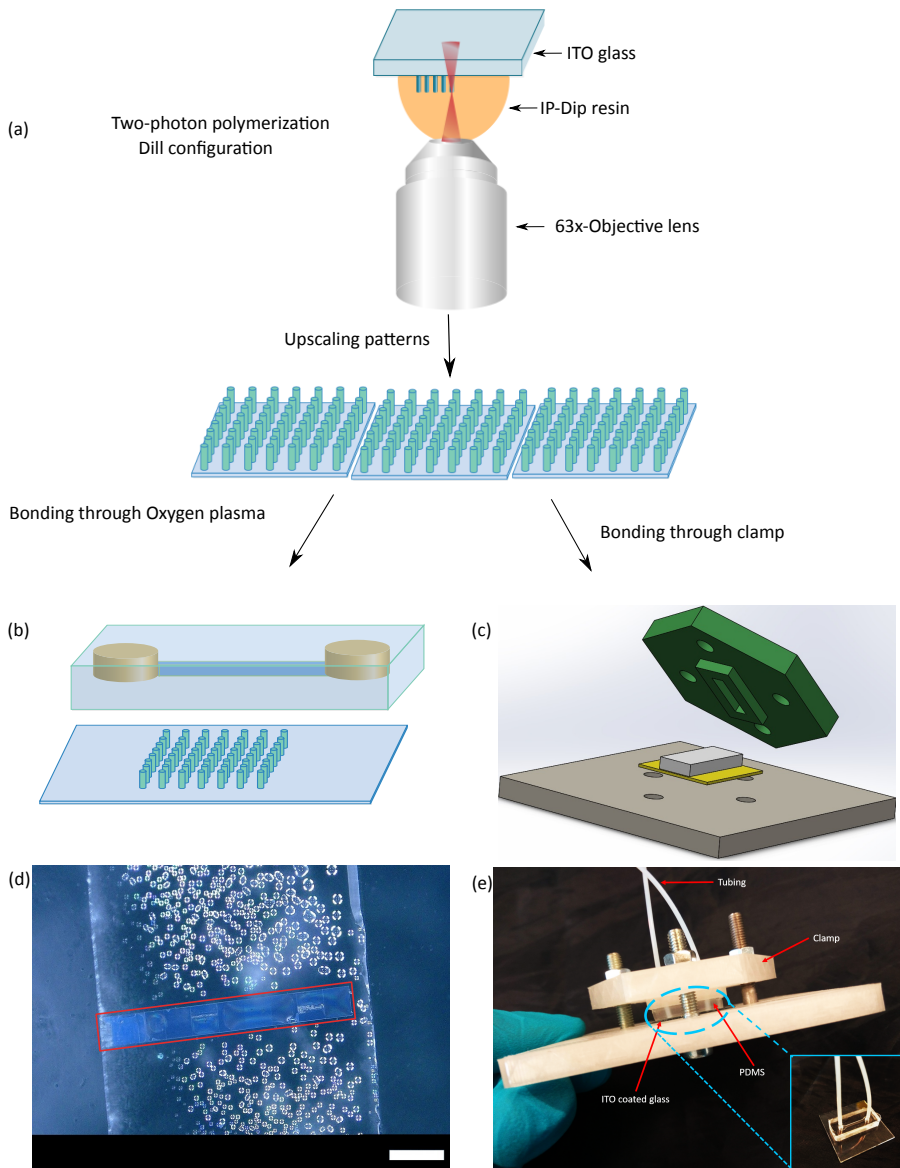 ITO glass
IP-Dip resin
(a)
Two-photon polymerization
Dill configuration
63x-Objective lens
Upscaling patterns
Bonding through Oxygen plasma
Bonding through clamp
(b)
(c)
(d)
(e)
Tubing
Clamp
PDMS
ITO coated glass